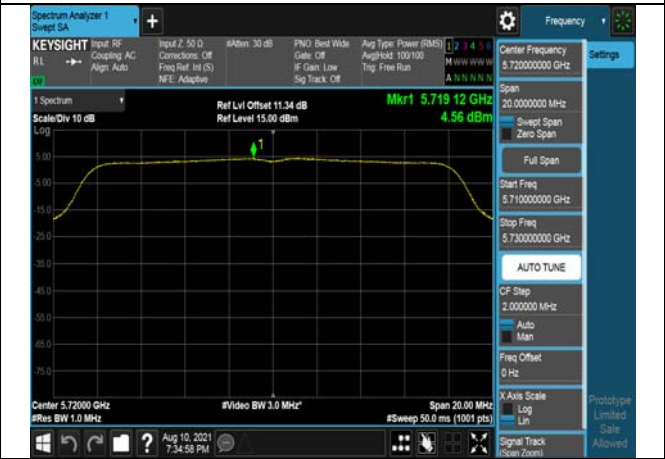 Spectrum Analyzer 1
Swept SA
+
Frequency
KEYSIGHT
Input: RF
Coupling: AC
Align: Auto
Input Z: 50 Ω
Corrections: Off
Freq Ref: Int (S)
NFE: Adaptive
#Atten: 30 dB
PNO: Best Wide
Gate: Off
IF Gain: Low
Sig Track: Off
Avg Type: Power (RMS)
Avg|Hold: 100/100
Trig: Free Run
1 2 3 4 5 6
M W W W W W
A N N N N N
RL
1 Spectrum
Scale/Div 10 dB
Ref Lvl Offset 11.34 dB
Ref Level 15.00 dBm
Mkr1 5.719 12 GHz
4.56 dBm
Log
1
5.00
-5.00
-15.0
-25.0
-35.0
-45.0
-55.0
-65.0
-75.0
Center 5.72000 GHz
#Res BW 1.0 MHz
#Video BW 3.0 MHz*
Span 20.00 MHz
#Sweep 50.0 ms (1001 pts)
Aug 10, 2021
7:34:58 PM
?
Center Frequency
5.720000000 GHz
Settings
Span
20.0000000 MHz
Swept Span
Zero Span
Full Span
Start Freq
5.710000000 GHz
Stop Freq
5.730000000 GHz
AUTO TUNE
CF Step
2.000000 MHz
Auto
Man
Freq Offset
0 Hz
X Axis Scale
Log
Lin
Signal Track
(Span Zoom)
Prototype
Limited
Sale
Allowed